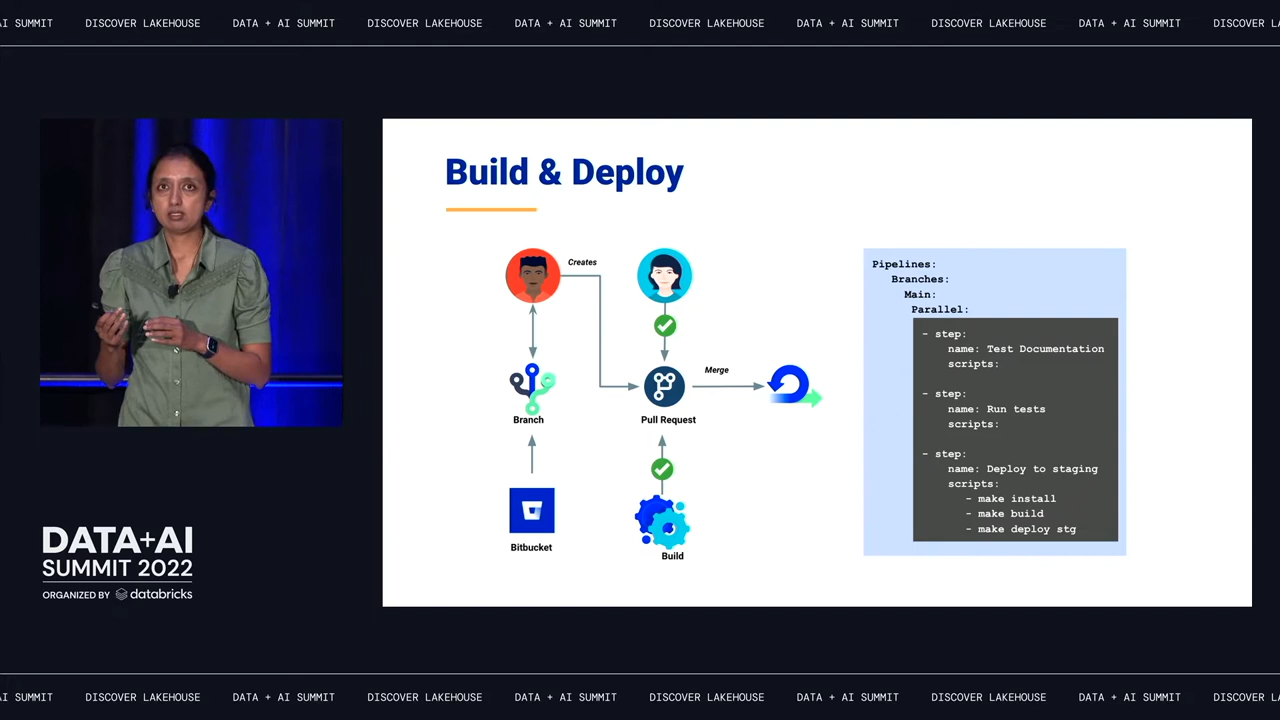 AI SUMMIT DISCOVER LAKEHOUSE DATA + AI SUMMIT DISCOVER LAKEHOUSE DATA + AI SUMMIT DISCOVER LAKEHOUSE DATA + AI SUMMIT DISCOVER LAKEHOUSE DATA + AI SUMMIT DISCOVER L
Build & Deploy
Creates
Merge
Branch
Pull Request
Bitbucket
Build
Pipelines:
Branches:
Main:
Parallel:
- step:
name: Test Documentation
scripts:
- step:
name: Run tests
scripts:
- step:
name: Deploy to staging
scripts:
- make install
- make build
- make deploy stg
DATA+AI
SUMMIT 2022
ORGANIZED BY databricks
AI SUMMIT DISCOVER LAKEHOUSE DATA + AI SUMMIT DISCOVER LAKEHOUSE DATA + AI SUMMIT DISCOVER LAKEHOUSE DATA + AI SUMMIT DISCOVER LAKEHOUSE DATA + AI SUMMIT DISCOVER L